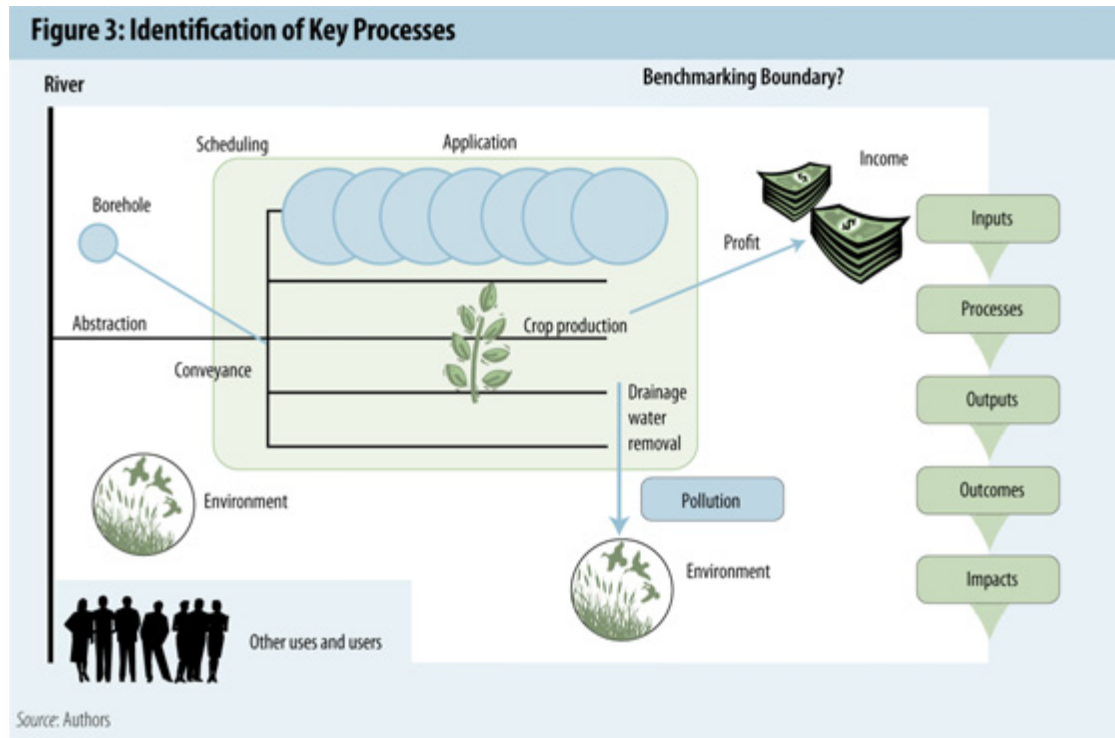 Figure 3: Identification of Key Processes
River
Benchmarking Boundary?
Scheduling
Application
Income
Borehole
Inputs
Profit
Abstraction
Crop production
Processes
Conveyance
Drainage
water
removal
Outputs
Environment
Pollution
Outcomes
Environment
Impacts
Other uses and users
Source: Authors